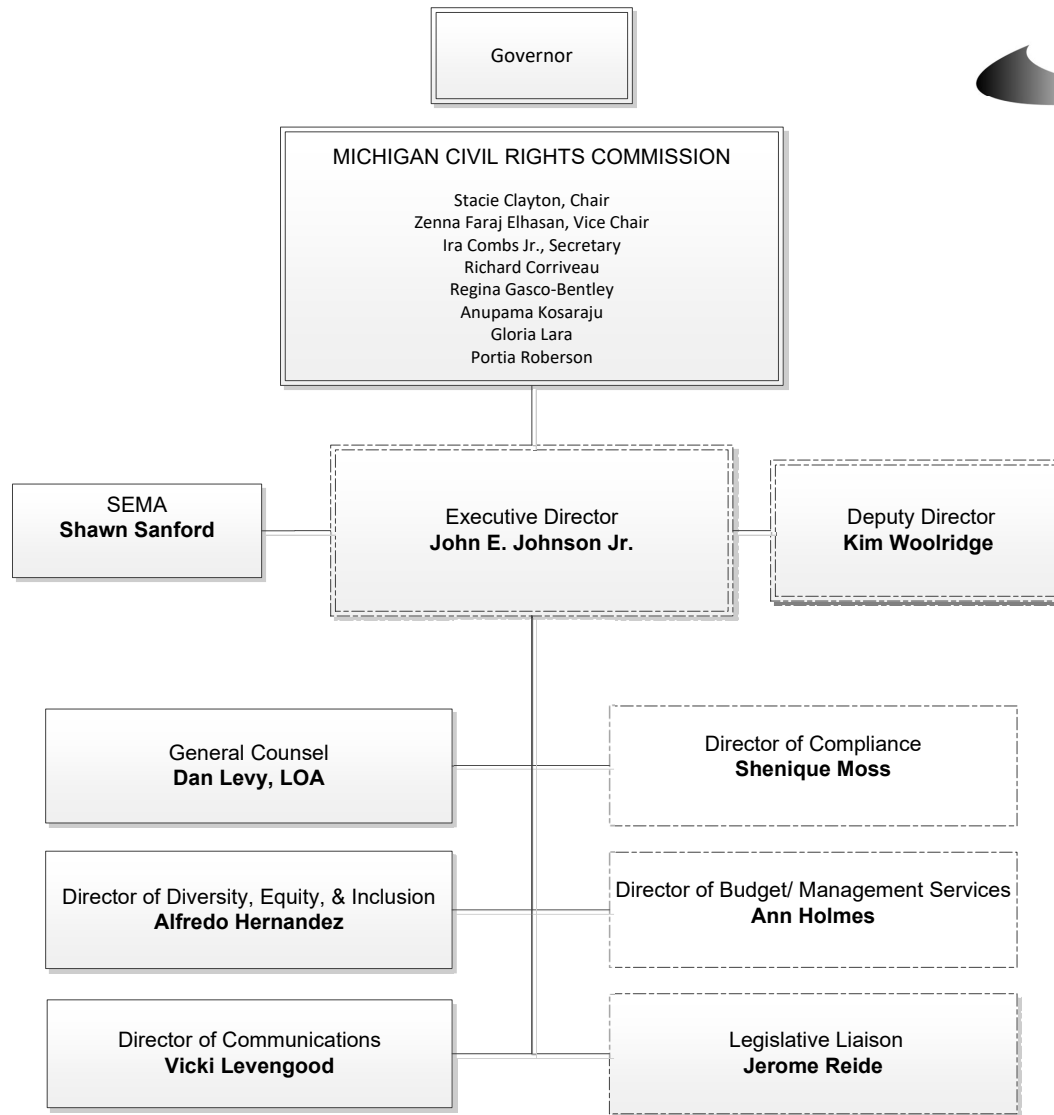 Governor
MICHIGAN CIVIL RIGHTS COMMISSION
Stacie Clayton, Chair
Zenna Faraj Elhasan, Vice Chair
Ira Combs Jr., Secretary
Richard Corriveau
Regina Gasco-Bentley
Anupama Kosaraju
Gloria Lara
Portia Roberson
SEMA
Shawn Sanford
Executive Director
John E. Johnson Jr.
Deputy Director
Kim Woolridge
General Counsel
Dan Levy, LOA
Director of Compliance
Shenique Moss
Director of Diversity, Equity, & Inclusion
Alfredo Hernandez
Director of Budget/ Management Services
Ann Holmes
Director of Communications
Vicki Levengood
Legislative Liaison
Jerome Reide